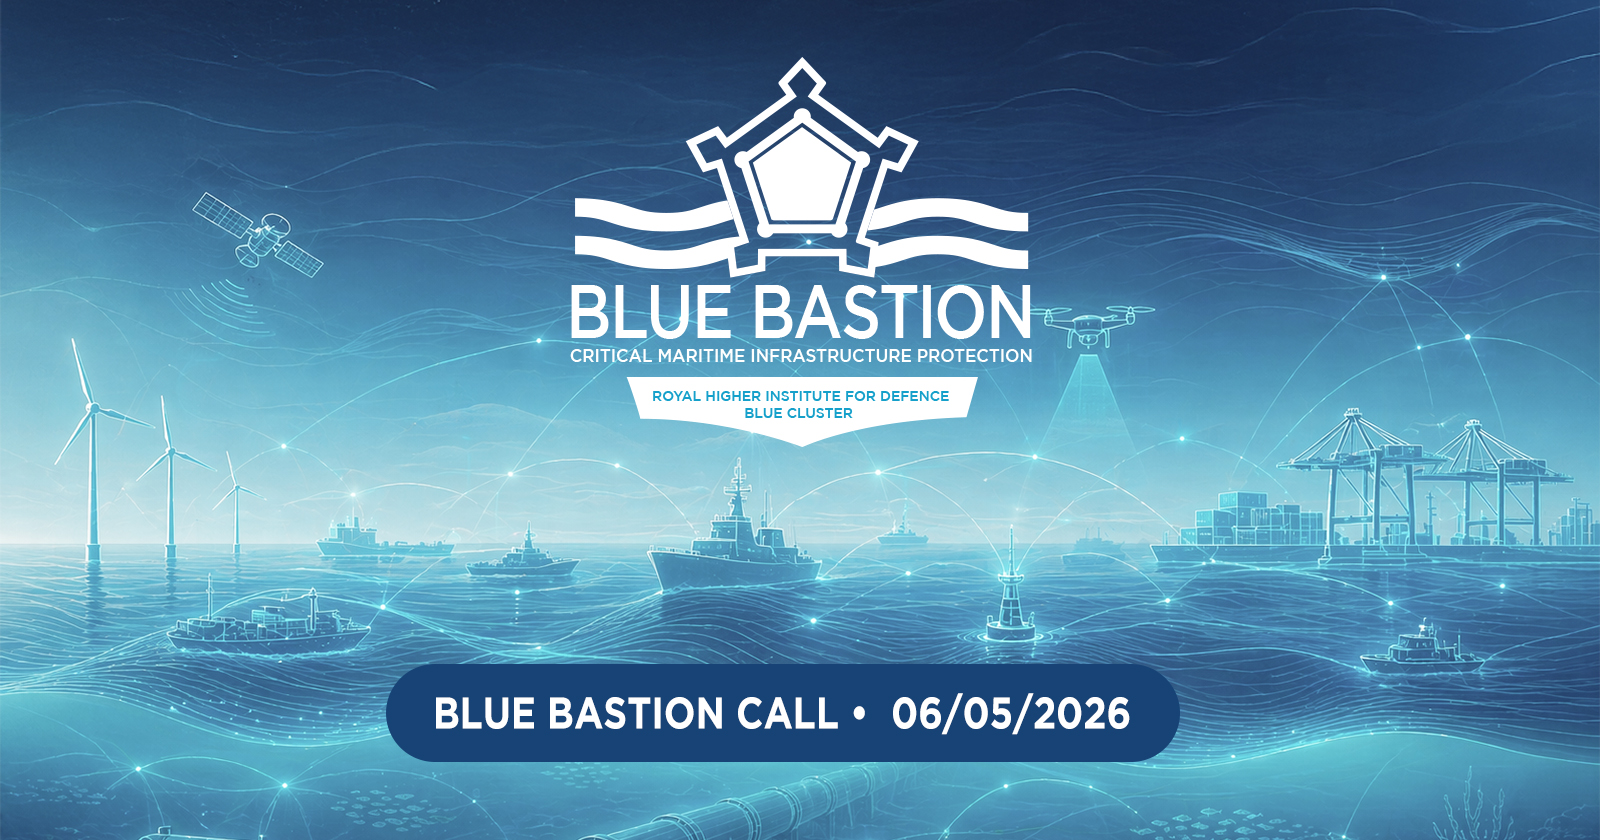 BLUE BASTION
CRITICAL MARITIME INFRASTRUCTURE PROTECTION
ROYAL HIGHER INSTITUTE FOR DEFENCE
BLUE CLUSTER
BLUE BASTION CALL • 06/05/2026